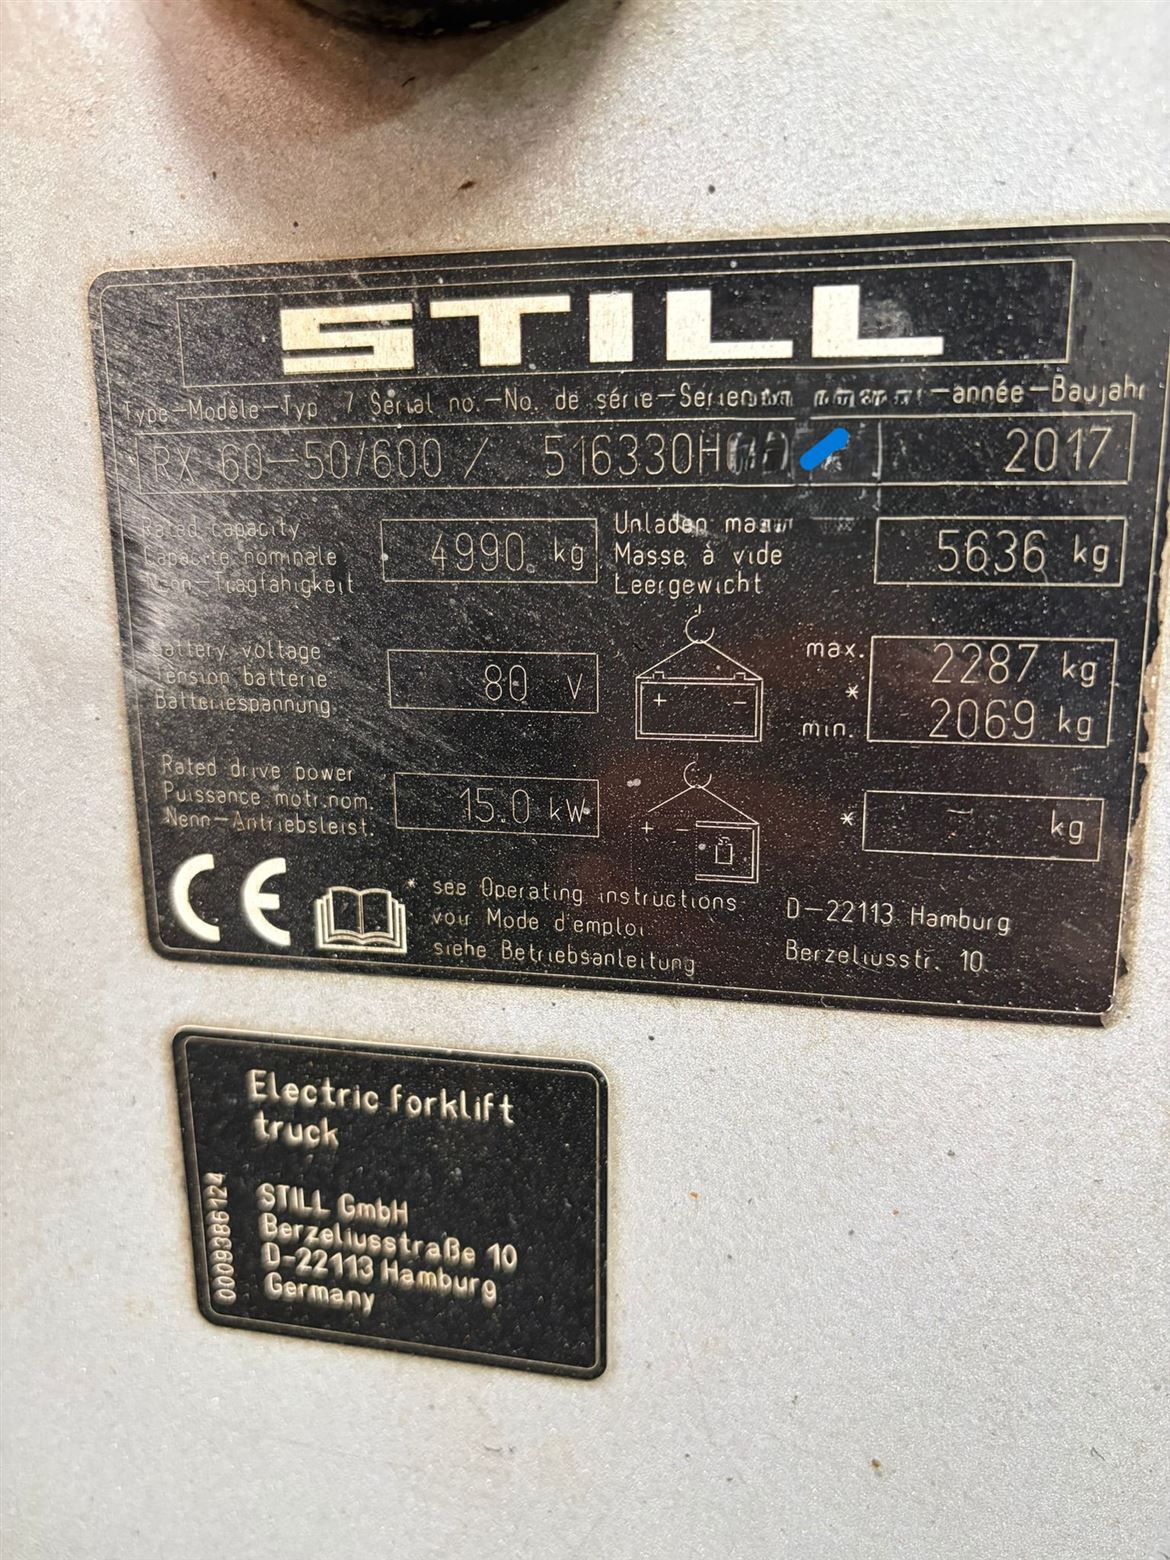 STILL
Type-Modèle-Typ / Serial no.-No. de série- -année-Baujahr
RX 60-50/600 / 516330H 2017
Rated capacity
Capacité nominale
Nenn-Tragfähigkeit
4990 kg
Unladen mass
Masse à vide
Leergewicht
5636 kg
Battery voltage
Tension batterie
Batteriespannung
80 V
+ -
max. 2287 kg
*
min. 2069 kg
Rated drive power
Puissance motr.nom.
Nenn-Antriebsleist.
15.0 kW
+ -
* - kg
CE
* see Operating instructions
voir Mode d'emploi
siehe Betriebsanleitung
D-22113 Hamburg
Berzeliusstr. 10
Electric forklift
truck
STILL GmbH
Berzeliusstraße 10
D-22113 Hamburg
Germany
0009386124